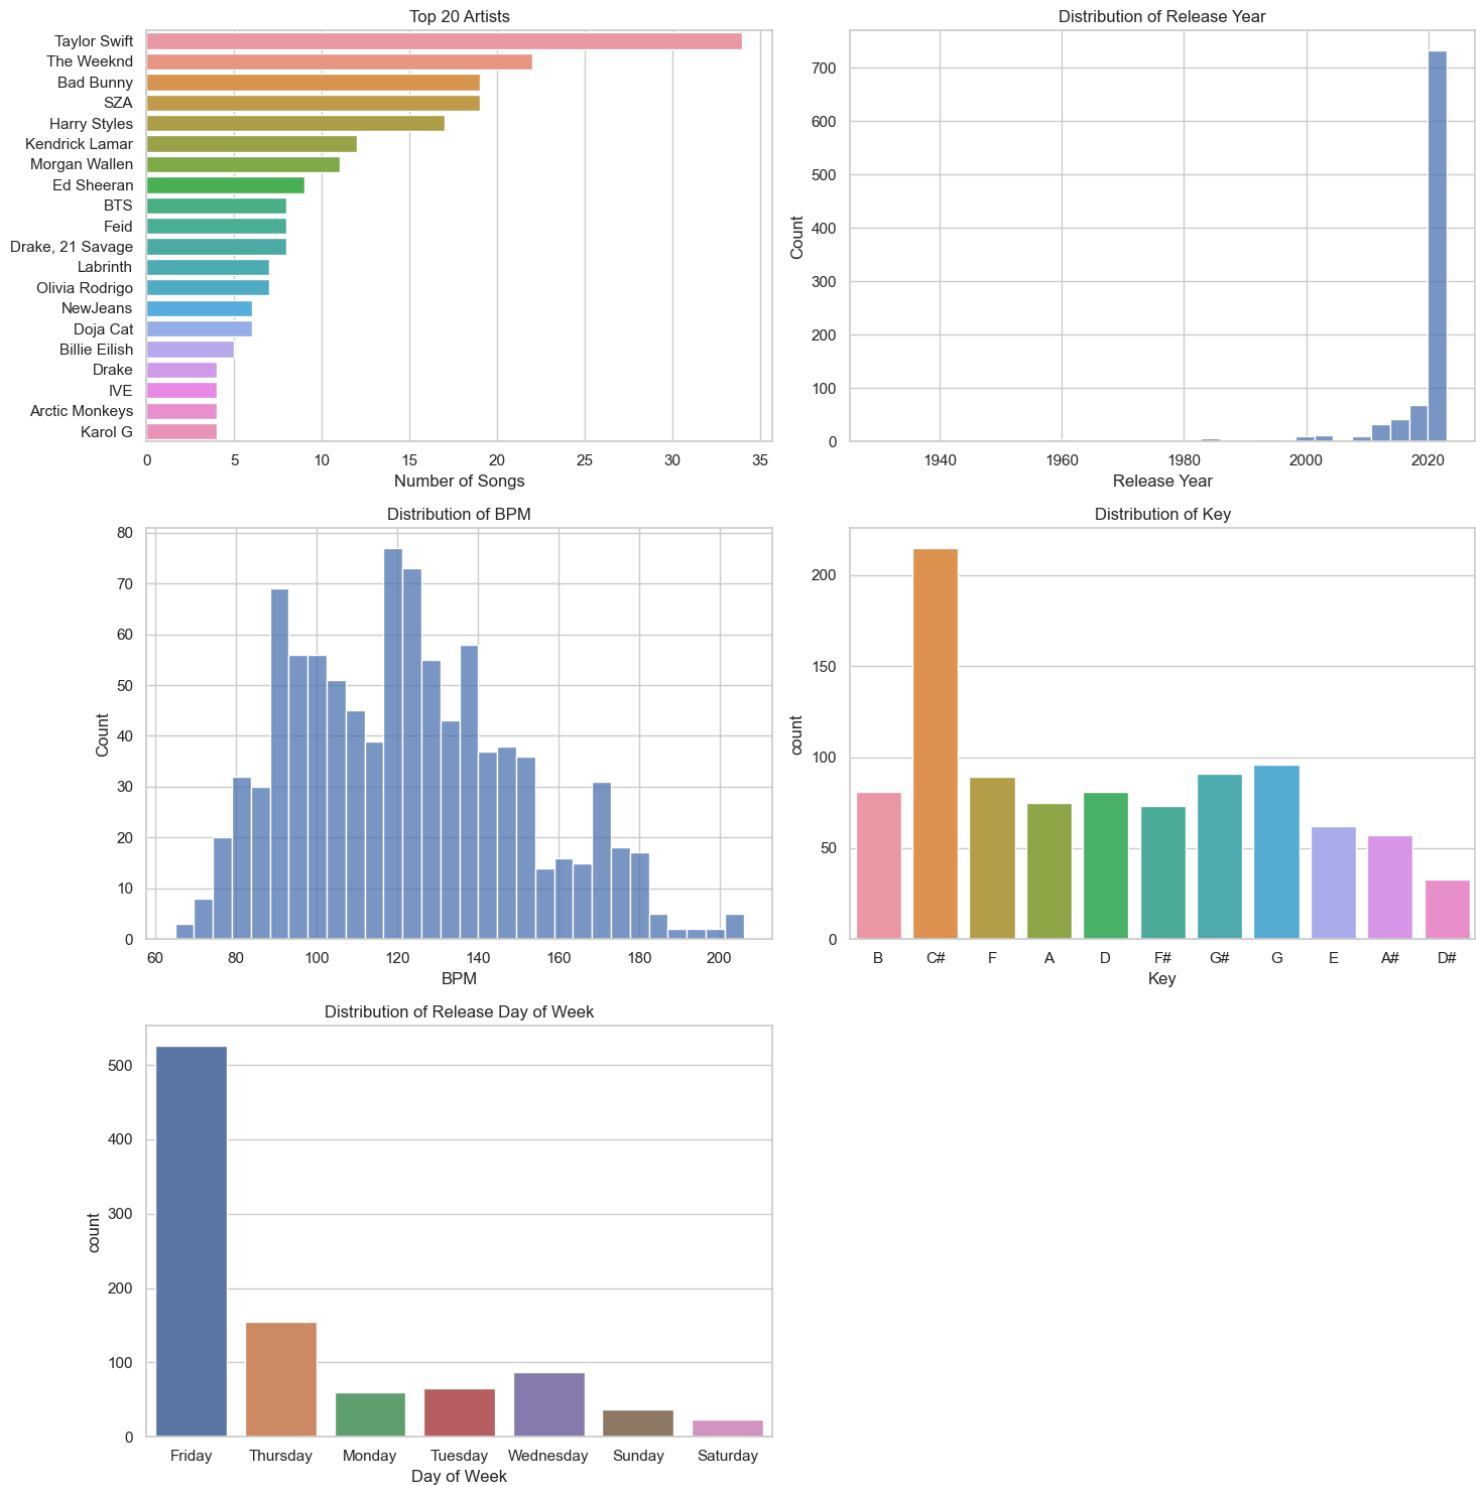 Top 20 Artists
Taylor Swift
The Weeknd
Bad Bunny
SZA
Harry Styles
Kendrick Lamar
Morgan Wallen
Ed Sheeran
BTS
Feid
Drake, 21 Savage
Labrinth
Olivia Rodrigo
NewJeans
Doja Cat
Billie Eilish
Drake
IVE
Arctic Monkeys
Karol G
0 5 10 15 20 25 30 35
Number of Songs
Distribution of Release Year
700
600
500
400
300
200
100
0
Count
1940 1960 1980 2000 2020
Release Year
Distribution of BPM
80
70
60
50
40
30
20
10
0
Count
60 80 100 120 140 160 180 200
BPM
Distribution of Key
200
150
100
50
0
count
B C# F A D F# G# G E A# D#
Key
Distribution of Release Day of Week
500
400
300
200
100
0
count
Friday Thursday Monday Tuesday Wednesday Sunday Saturday
Day of Week